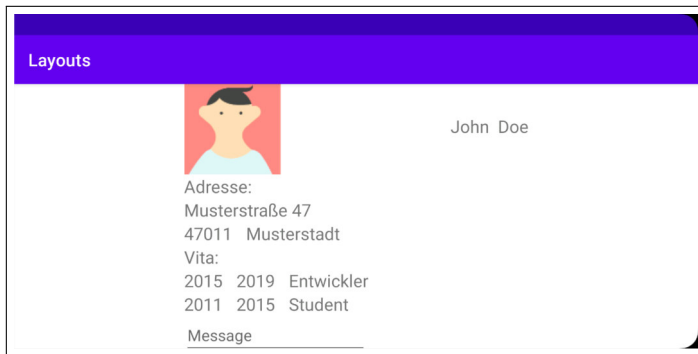 Layouts
John Doe
Adresse:
Musterstraße 47
47011 Musterstadt
Vita:
2015 2019 Entwickler
2011 2015 Student
Message